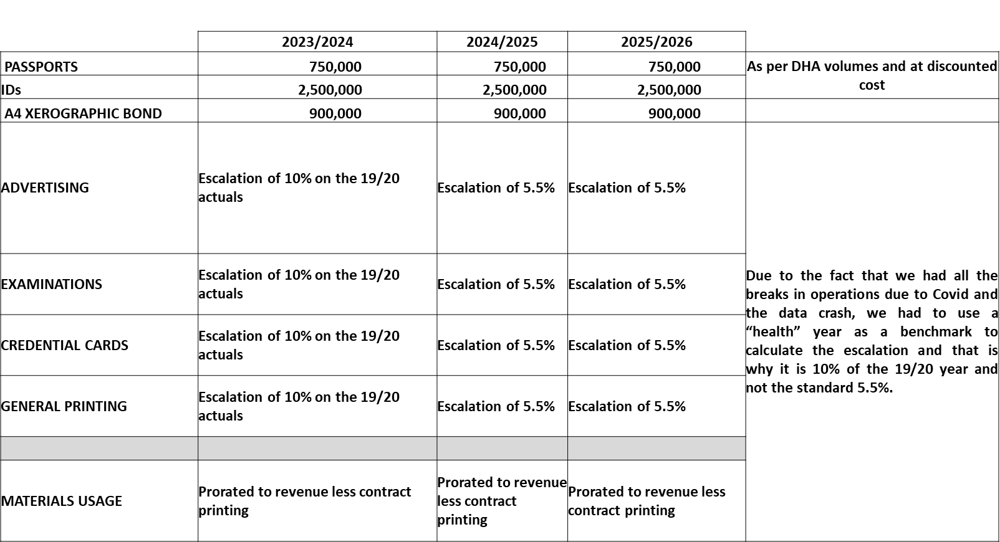 2023/2024 2024/2025 2025/2026
PASSPORTS 750,000 750,000 750,000 As per DHA volumes and at discounted
cost
IDs 2,500,000 2,500,000 2,500,000
A4 XEROGRAPHIC BOND 900,000 900,000 900,000
ADVERTISING
Escalation of 10% on the 19/20
actuals
Escalation of 5.5%
Escalation of 5.5%
EXAMINATIONS
Escalation of 10% on the 19/20
actuals
Escalation of 5.5%
Escalation of 5.5%
CREDENTIAL CARDS
Escalation of 10% on the 19/20
actuals
Escalation of 5.5%
Escalation of 5.5%
GENERAL PRINTING
Escalation of 10% on the 19/20
actuals
Escalation of 5.5%
Escalation of 5.5%
Due to the fact that we had all the
breaks in operations due to Covid and
the data crash, we had to use a
“health” year as a benchmark to
calculate the escalation and that is
why it is 10% of the 19/20 year and
not the standard 5.5%.
MATERIALS USAGE
Prorated to revenue less contract
printing
Prorated to revenue
less contract
printing
Prorated to revenue less
contract printing